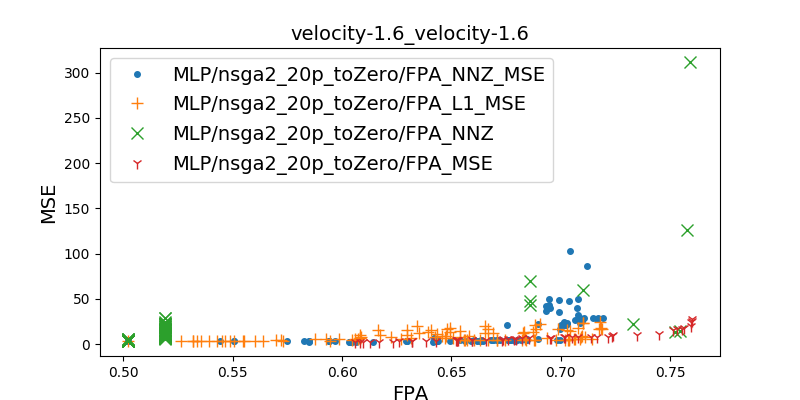 velocity-1.6_velocity-1.6
MLP/nsga2_20p_toZero/FPA_NNZ_MSE
MLP/nsga2_20p_toZero/FPA_L1_MSE
MLP/nsga2_20p_toZero/FPA_NNZ
MLP/nsga2_20p_toZero/FPA_MSE
300
250
200
150
100
50
0
MSE
0.50 0.55 0.60 0.65 0.70 0.75
FPA